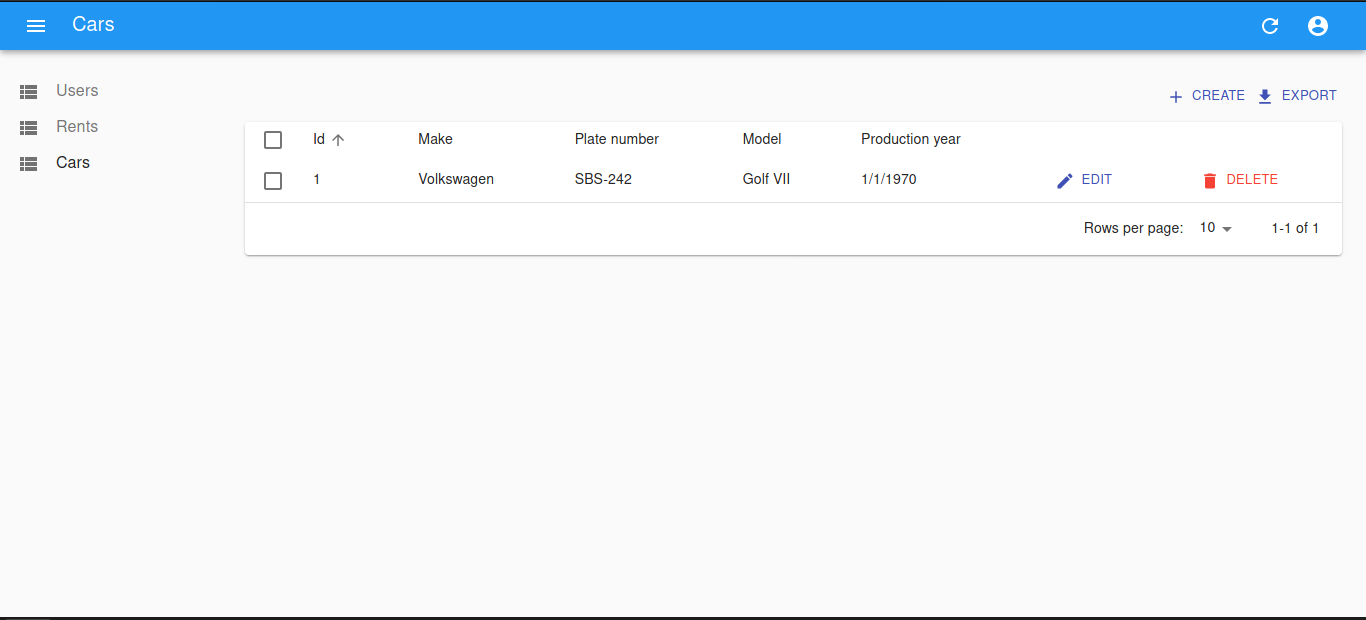 Cars
Users
Rents
Cars
CREATE EXPORT
Id Make Plate number Model Production year
1 Volkswagen SBS-242 Golf VII 1/1/1970 EDIT DELETE
Rows per page: 10 1-1 of 1